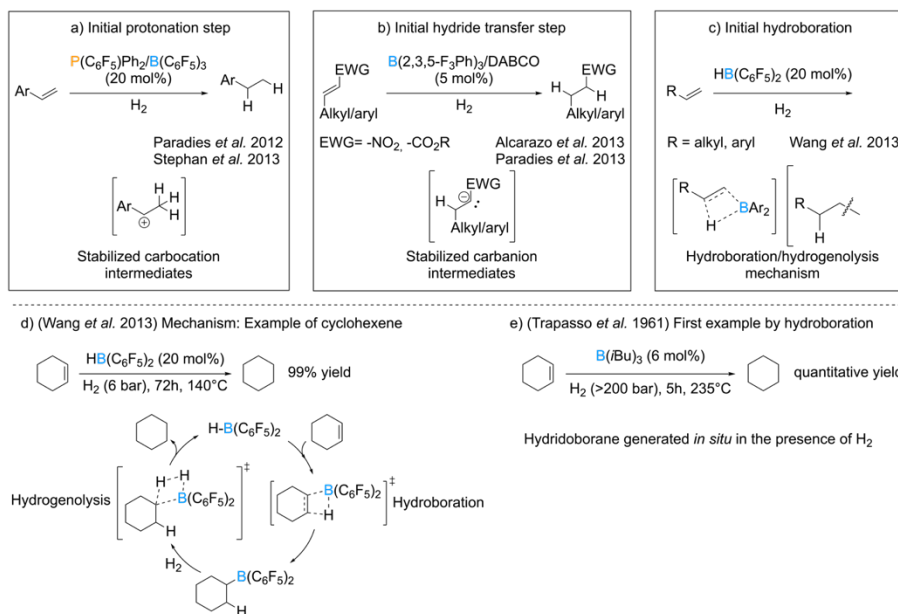 a) Initial protonation step
P(C6F5)Ph2/B(C6F5)3
(20 mol%)
Ar
H2
Ar
H
H
Paradies et al. 2012
Stephan et al. 2013
Ar
H
H
H
Stabilized carbocation
intermediates
b) Initial hydride transfer step
EWG
B(2,3,5-F3Ph)3/DABCO
(5 mol%)
H2
Alkyl/aryl
EWG
H
H
Alkyl/aryl
EWG= -NO2, -CO2R
Alcarazo et al. 2013
Paradies et al. 2013
EWG
H
Alkyl/aryl
Stabilized carbanion
intermediates
c) Initial hydroboration
HB(C6F5)2 (20 mol%)
R
H2
R = alkyl, aryl
Wang et al. 2013
R
BAr2
H
R
H
Hydroboration/hydrogenolysis
mechanism
d) (Wang et al. 2013) Mechanism: Example of cyclohexene
HB(C6F5)2 (20 mol%)
H2 (6 bar), 72h, 140°C
99% yield
H-B(C6F5)2
Hydrogenolysis
H
H
B(C6F5)2
H
‡
B(C6F5)2
H
‡
Hydroboration
H2
B(C6F5)2
H
e) (Trapasso et al. 1961) First example by hydroboration
B(iBu)3 (6 mol%)
H2 (>200 bar), 5h, 235°C
quantitative yield
Hydridoborane generated in situ in the presence of H2